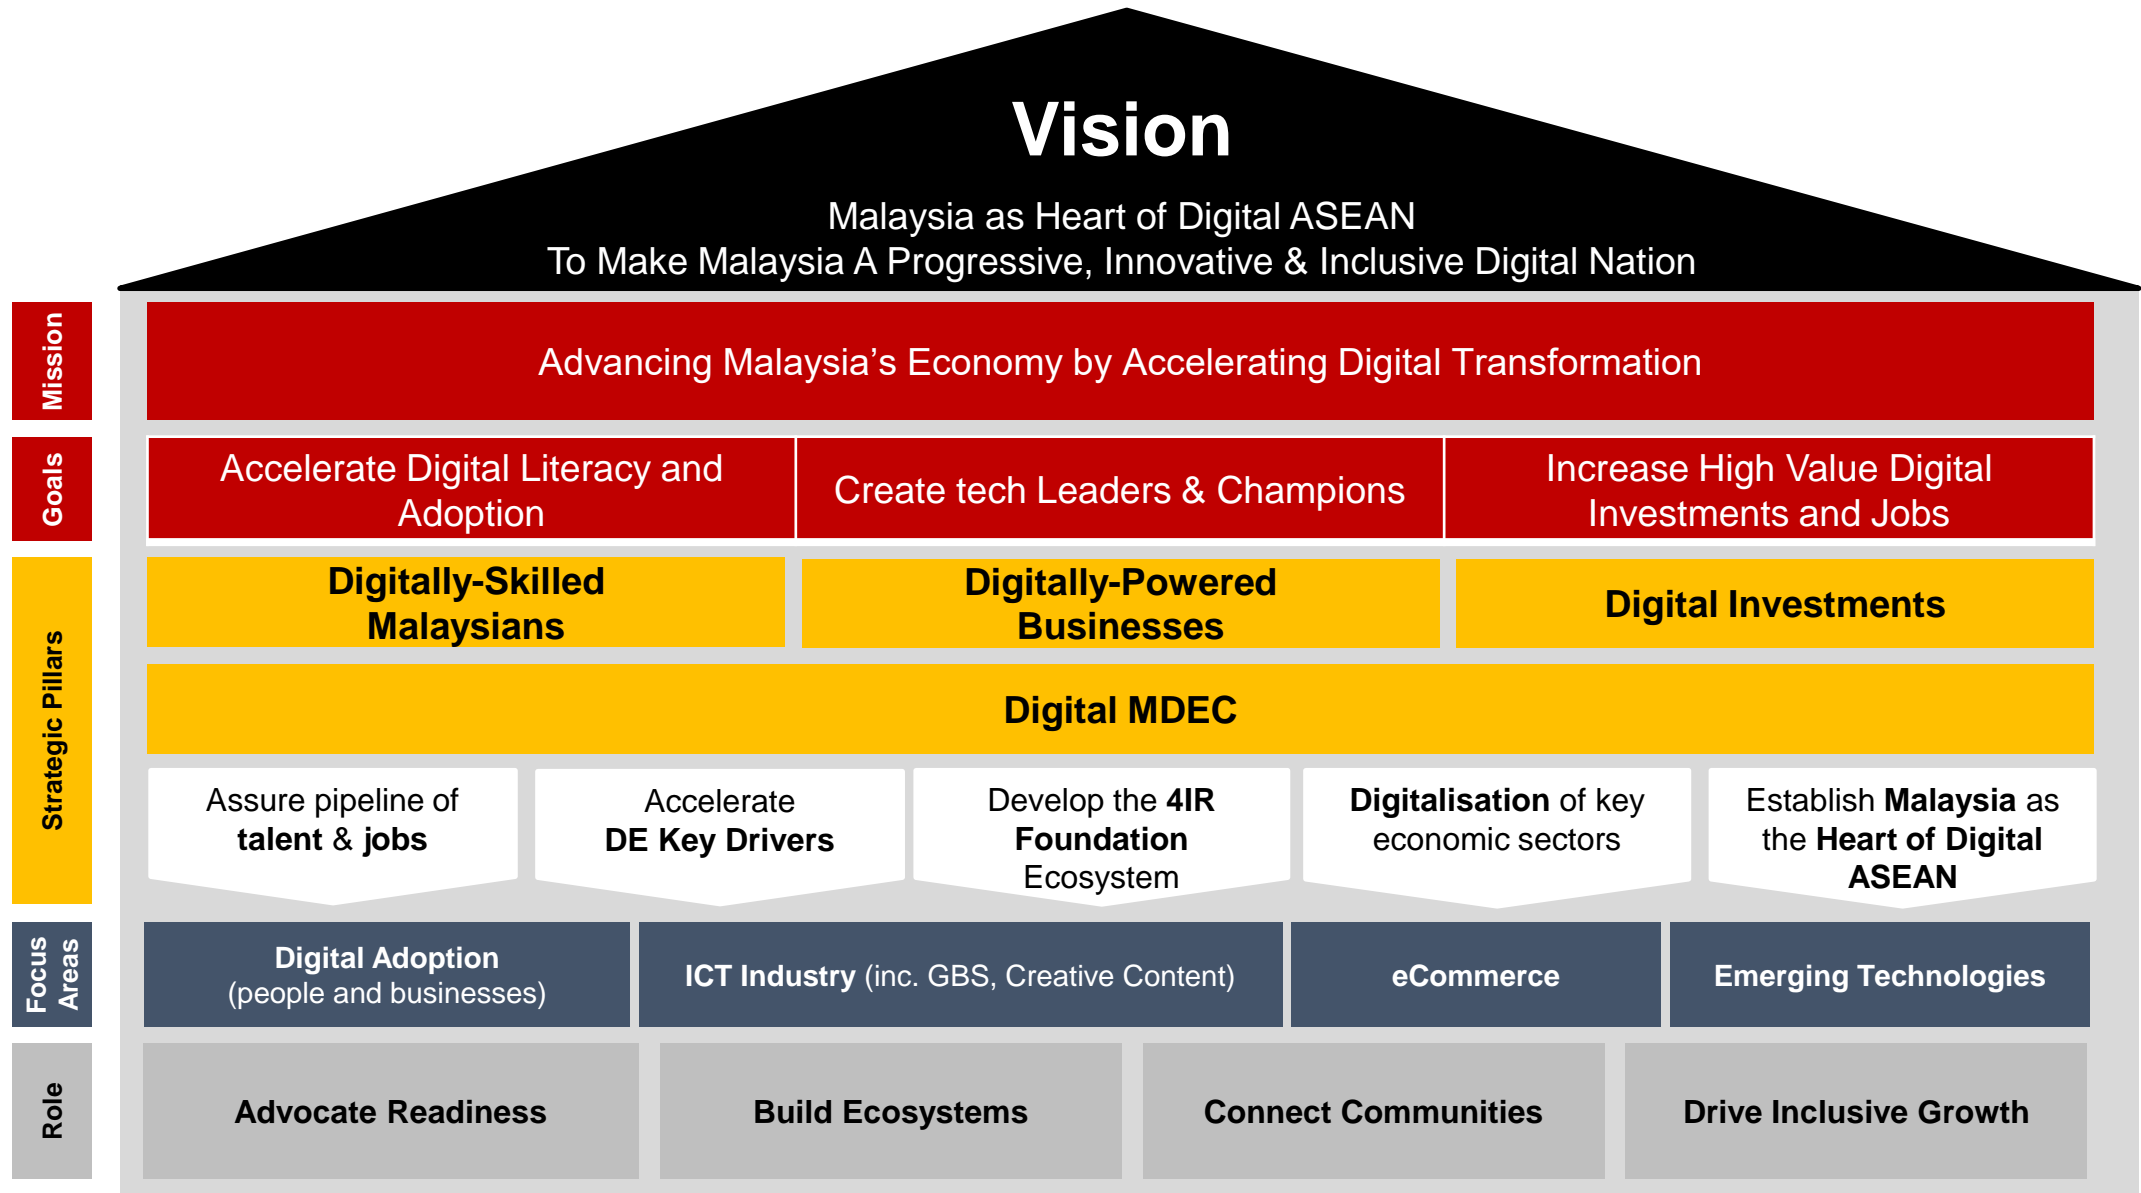 Vision
Malaysia as Heart of Digital ASEAN
To Make Malaysia A Progressive, Innovative & Inclusive Digital Nation
Mission
Advancing Malaysia’s Economy by Accelerating Digital Transformation
Goals
Accelerate Digital Literacy and
Adoption
Create tech Leaders & Champions
Increase High Value Digital
Investments and Jobs
Strategic Pillars
Digitally-Skilled
Malaysians
Digitally-Powered
Businesses
Digital Investments
Digital MDEC
Assure pipeline of
talent & jobs
Accelerate
DE Key Drivers
Develop the 4IR
Foundation
Ecosystem
Digitalisation of key
economic sectors
Establish Malaysia as
the Heart of Digital
ASEAN
Focus
Areas
Digital Adoption
(people and businesses)
ICT Industry (inc. GBS, Creative Content)
eCommerce
Emerging Technologies
Role
Advocate Readiness
Build Ecosystems
Connect Communities
Drive Inclusive Growth